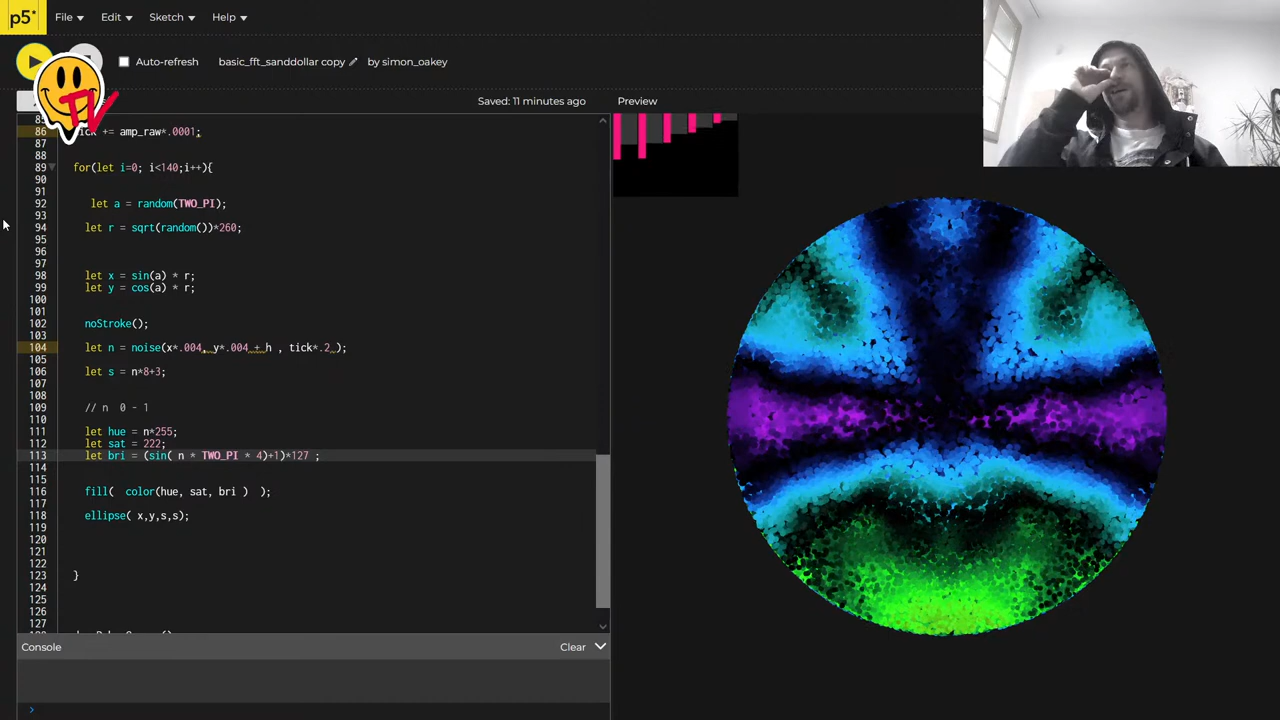 p5*
File
Edit
Sketch
Help
Auto-refresh
basic_fft_sanddollar copy
by simon_oakey
TV
Saved: 11 minutes ago
Preview
86 += amp_raw*.0001;
87
88
89 for(let i=0; i<140;i++){
90
91
92 let a = random(TWO_PI);
93
94 let r = sqrt(random())*260;
95
96
97
98 let x = sin(a) * r;
99 let y = cos(a) * r;
100
101
102 noStroke();
103
104 let n = noise(x*.004, y*.004 + h , tick*.2 );
105
106 let s = n*8+3;
107
108
109 // n 0 - 1
110
111 let hue = n*255;
112 let sat = 222;
113 let bri = (sin( n * TWO_PI * 4)+1)*127 ;
114
115
116 fill( color(hue, sat, bri ) );
117
118 ellipse( x,y,s,s);
119
120
121
122
123 }
124
125
126
127
Console
Clear
>